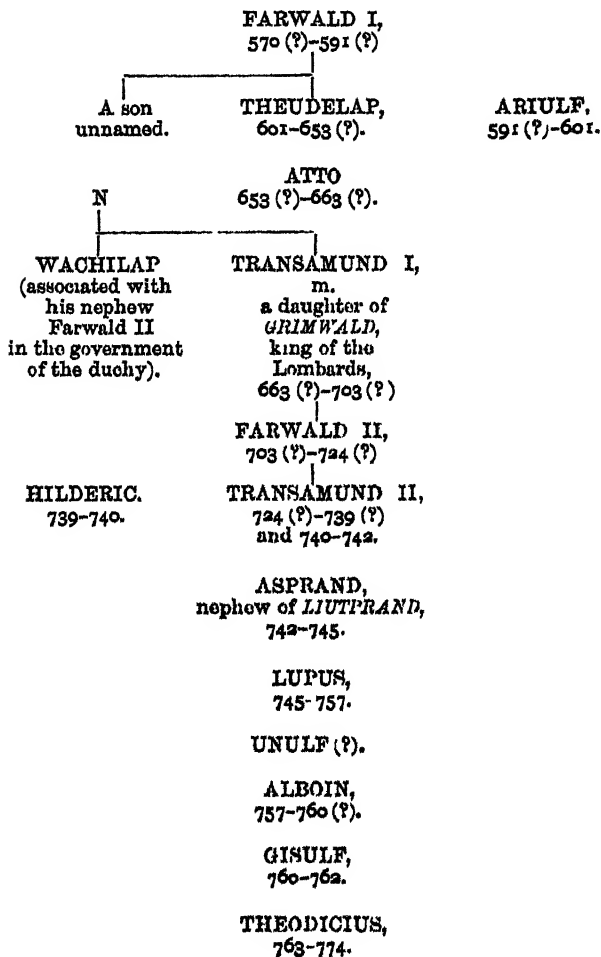 FARWALD I,
570 (?)–591 (?)
A son
unnamed.
THEUDELAP,
601–653 (?).
ARIULF,
591 (?)–601.
ATTO
653 (?)–663 (?).
N
WACHILAP
(associated with
his nephew
Farwald II
in the government
of the duchy).
TRANSAMUND I,
m.
a daughter of
GRIMWALD,
king of the
Lombards,
663 (?)–703 (?)
FARWALD II,
703 (?)–724 (?)
HILDERIC.
739–740.
TRANSAMUND II,
724 (?)–739 (?)
and 740–742.
ASPRAND,
nephew of LIUTPRAND,
742–745.
LUPUS,
745-757.
UNULF (?).
ALBOIN,
757–760 (?).
GISULF,
760–762.
THEODICIUS,
763–774.